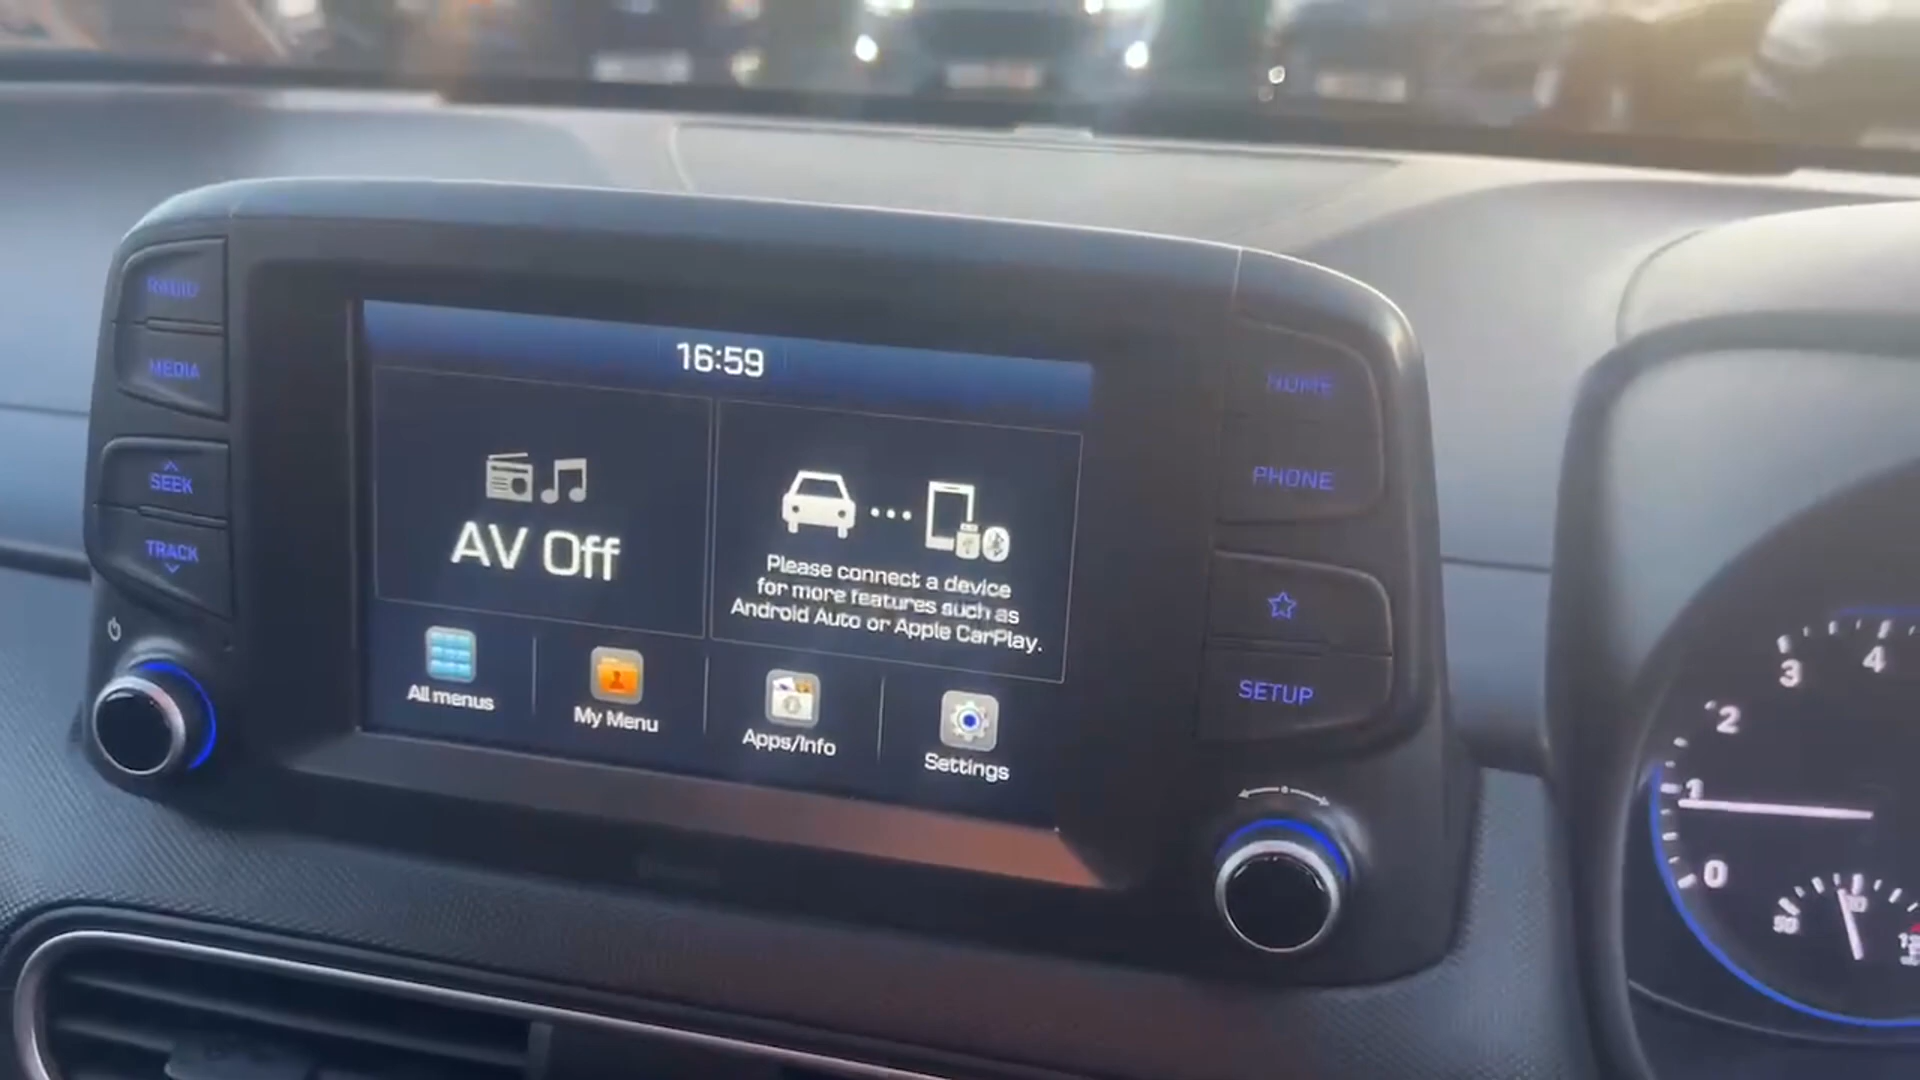 RADIO
MEDIA
SEEK
TRACK
16:59
AV Off
Please connect a device
for more features such as
Android Auto or Apple CarPlay.
All menus
My Menu
Apps/Info
Settings
HOME
PHONE
SETUP
4
3
2
1
0
50